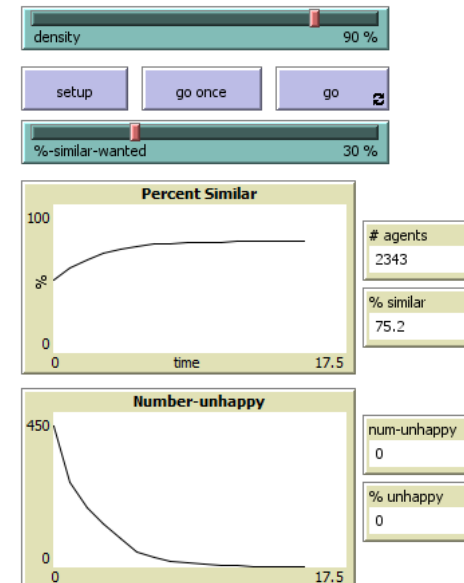 density 90 %
setup go once go
%-similar-wanted 30 %
Percent Similar
100
%
0
0 time 17.5
# agents
2343
% similar
75.2
Number-unhappy
450
0
0 17.5
num-unhappy
0
% unhappy
0